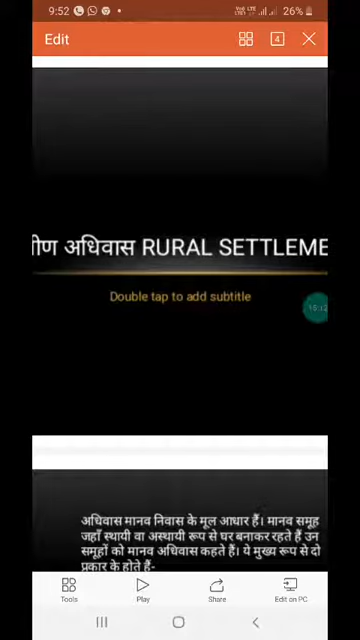 9:52
26%
Edit
4
अधिवास RURAL SETTLEME
Double tap to add subtitle
अधिवास मानव निवास के मूल आधार हैं। मानव समूह
जहाँ स्थायी वा अस्थायी रूप से घर बनाकर रहते हैं उन
समूहों को मानव अधिवास कहते हैं। ये मुख्य रूप से दो
प्रकार के होते हैं-
Tools Play Share Edit on PC